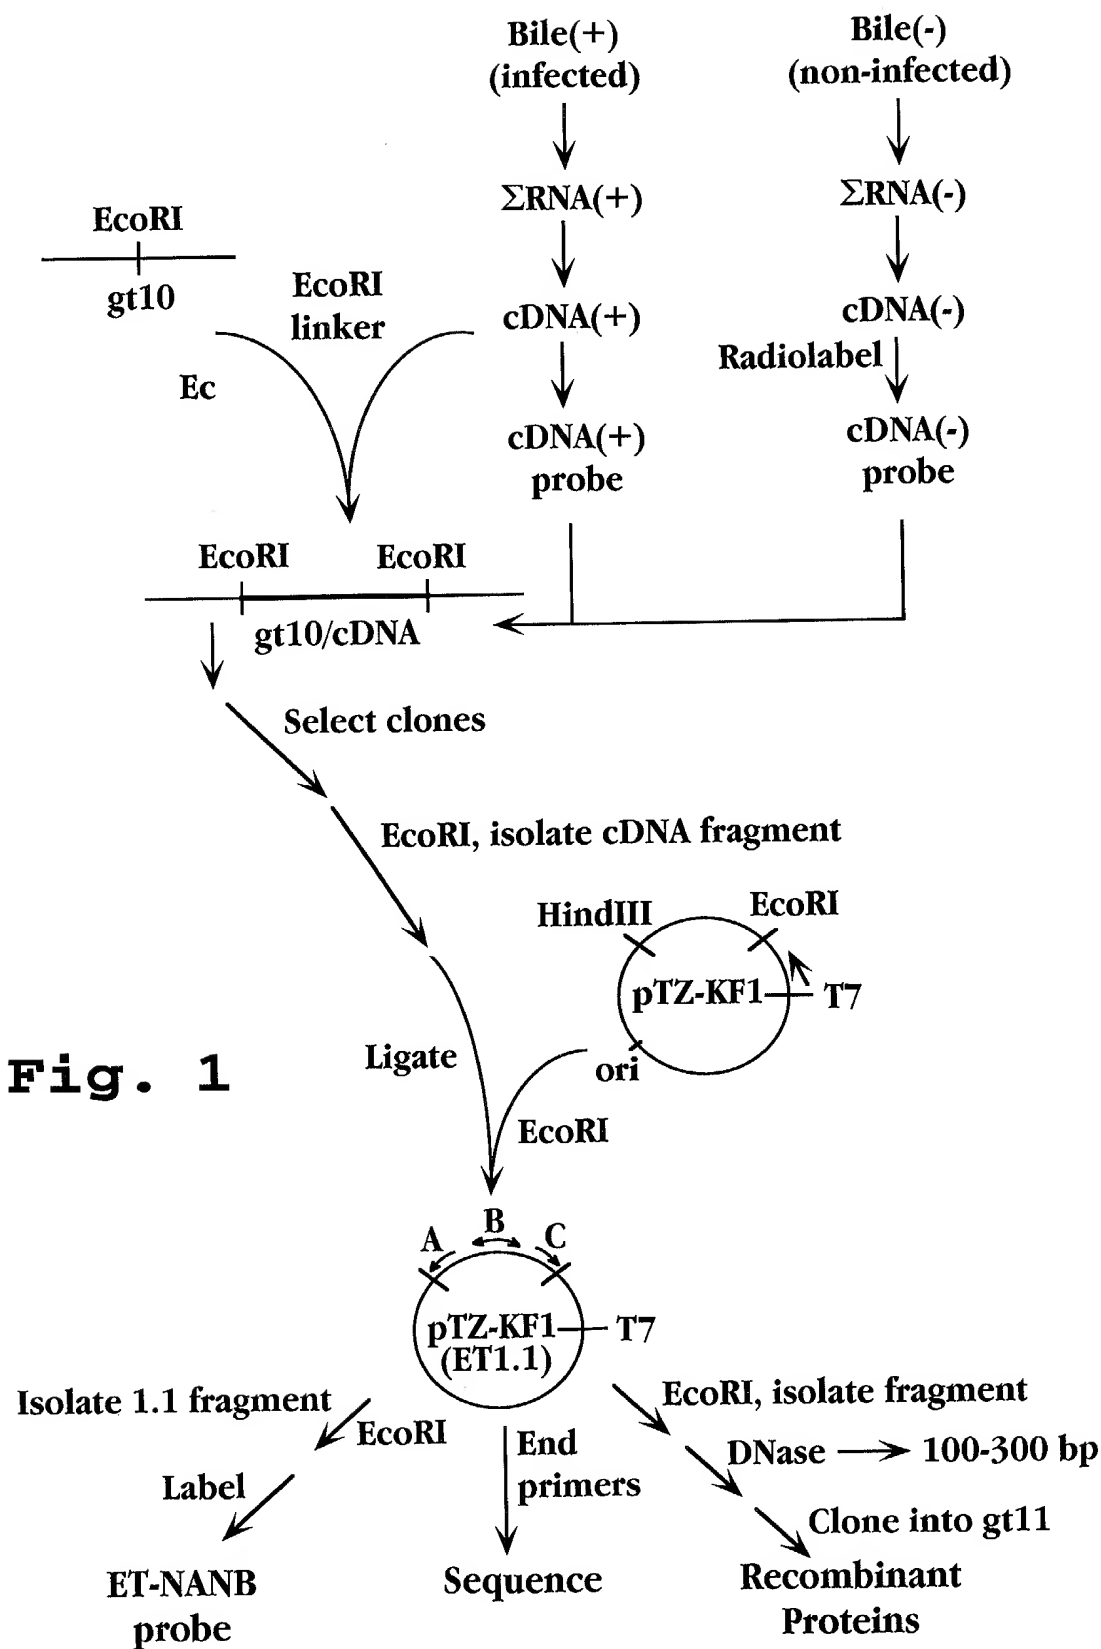 Bile(+)
(infected)
Bile(-)
(non-infected)
ΣRNA(+)
ΣRNA(-)
EcoRI
gt10
EcoRI
linker
cDNA(+)
cDNA(-)
Radiolabel
Ec
cDNA(+)
probe
cDNA(-)
probe
EcoRI
EcoRI
gt10/cDNA
Select clones
EcoRI, isolate cDNA fragment
HindIII
EcoRI
pTZ-KF1
T7
ori
Ligate
Fig. 1
EcoRI
A
B
C
pTZ-KF1
(ET1.1)
T7
Isolate 1.1 fragment
EcoRI
Label
ET-NANB
probe
End
primers
Sequence
EcoRI, isolate fragment
DNase
100-300 bp
Clone into gt11
Recombinant
Proteins